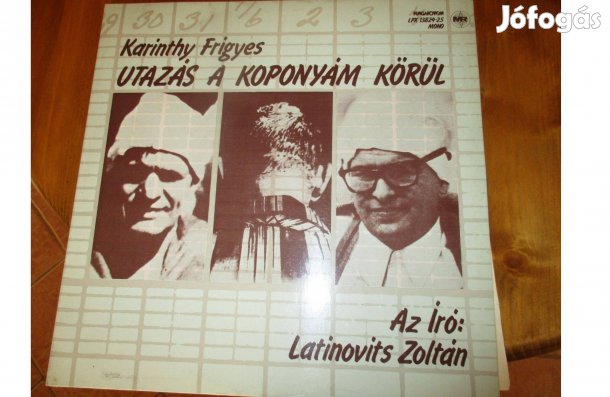 Jófogás
9 30 31 1/6 2 3
HUNGAROTON
LPX 13824-25
MONO
Karinthy Frigyes
UTAZÁS A KOPONYÁM KÖRÜL
Az Író:
Latinovits Zoltán